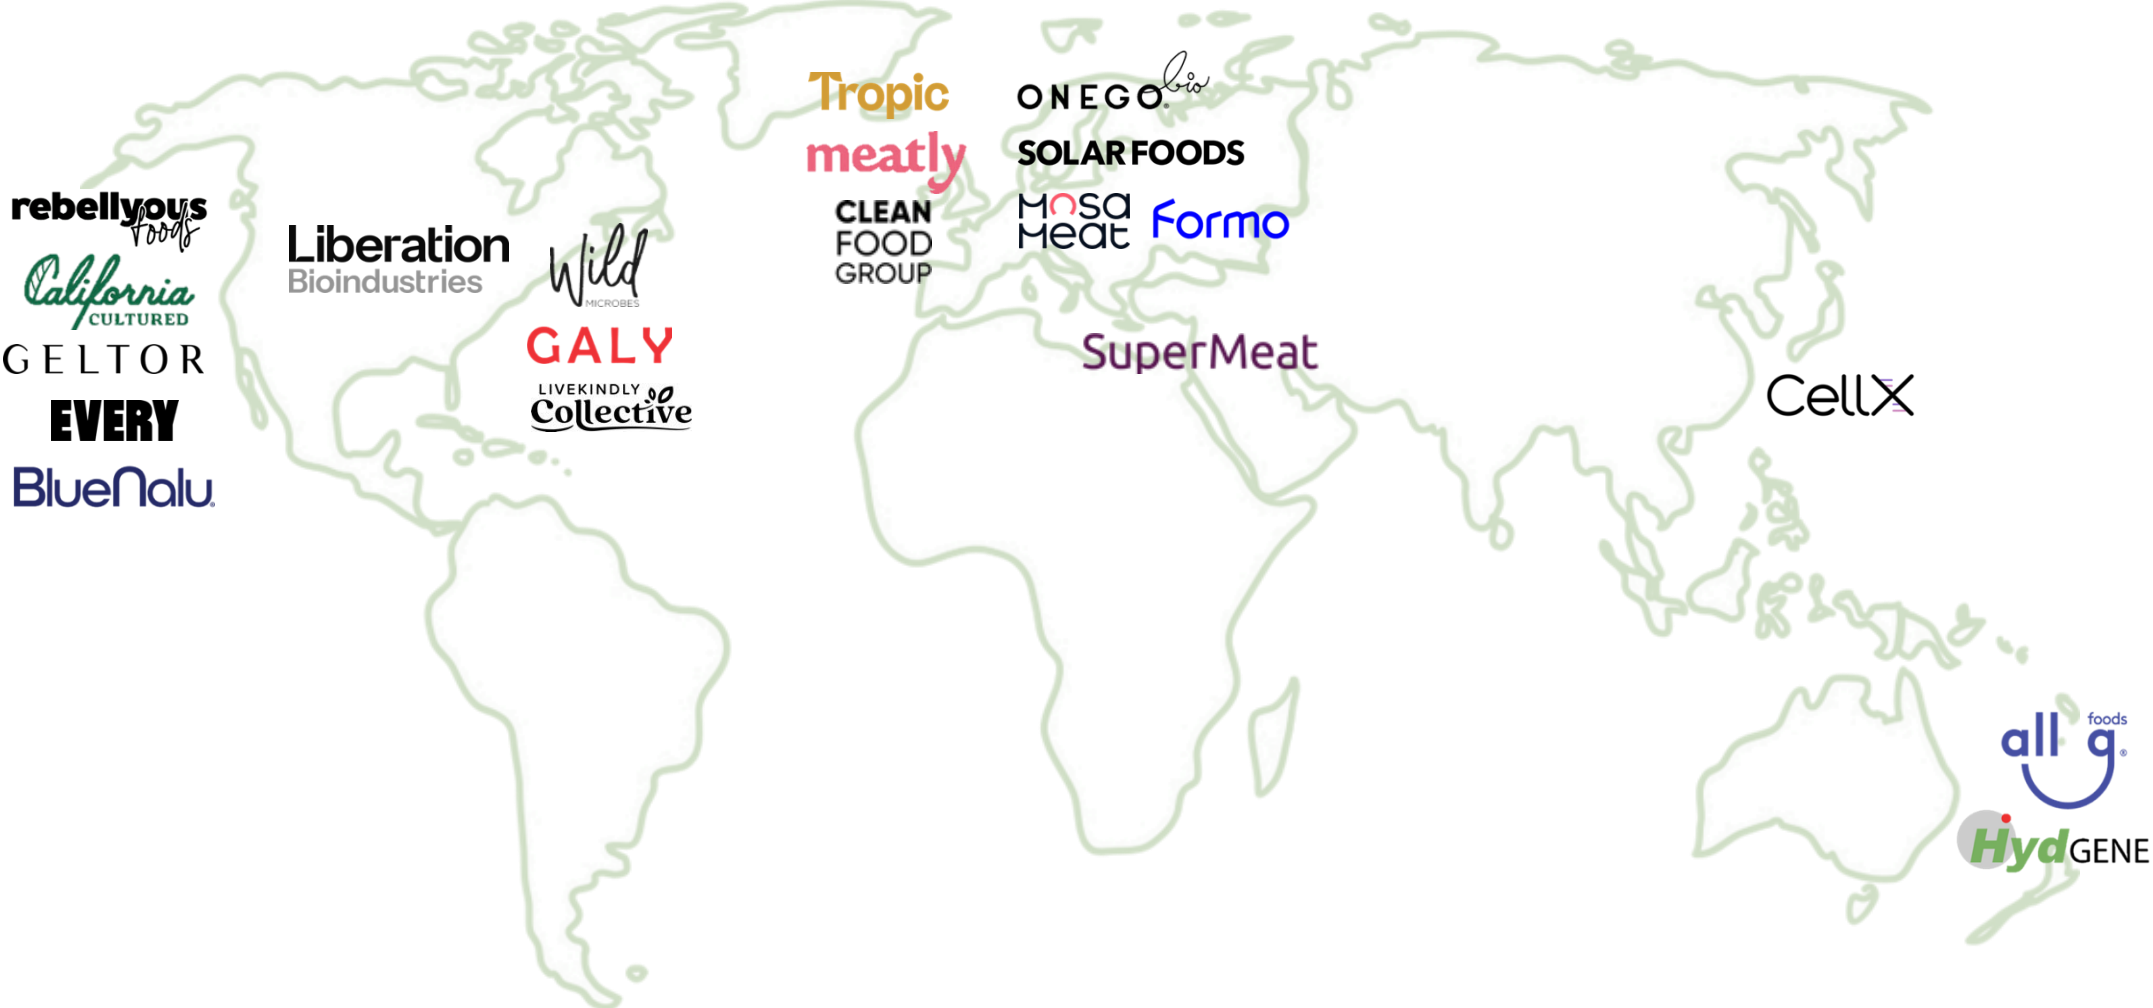 rebellyous
foods
California
CULTURED
GELTOR
EVERY
BlueNalu®
Liberation
Bioindustries
Wild
MICROBES
GALY
LIVEKINDLY
Collective
Tropic
meatly
CLEAN
FOOD
GROUP
ONEGO bio
SOLAR FOODS
Mosa
Meat
Formo
SuperMeat
CellX
all g foods
HydGENE